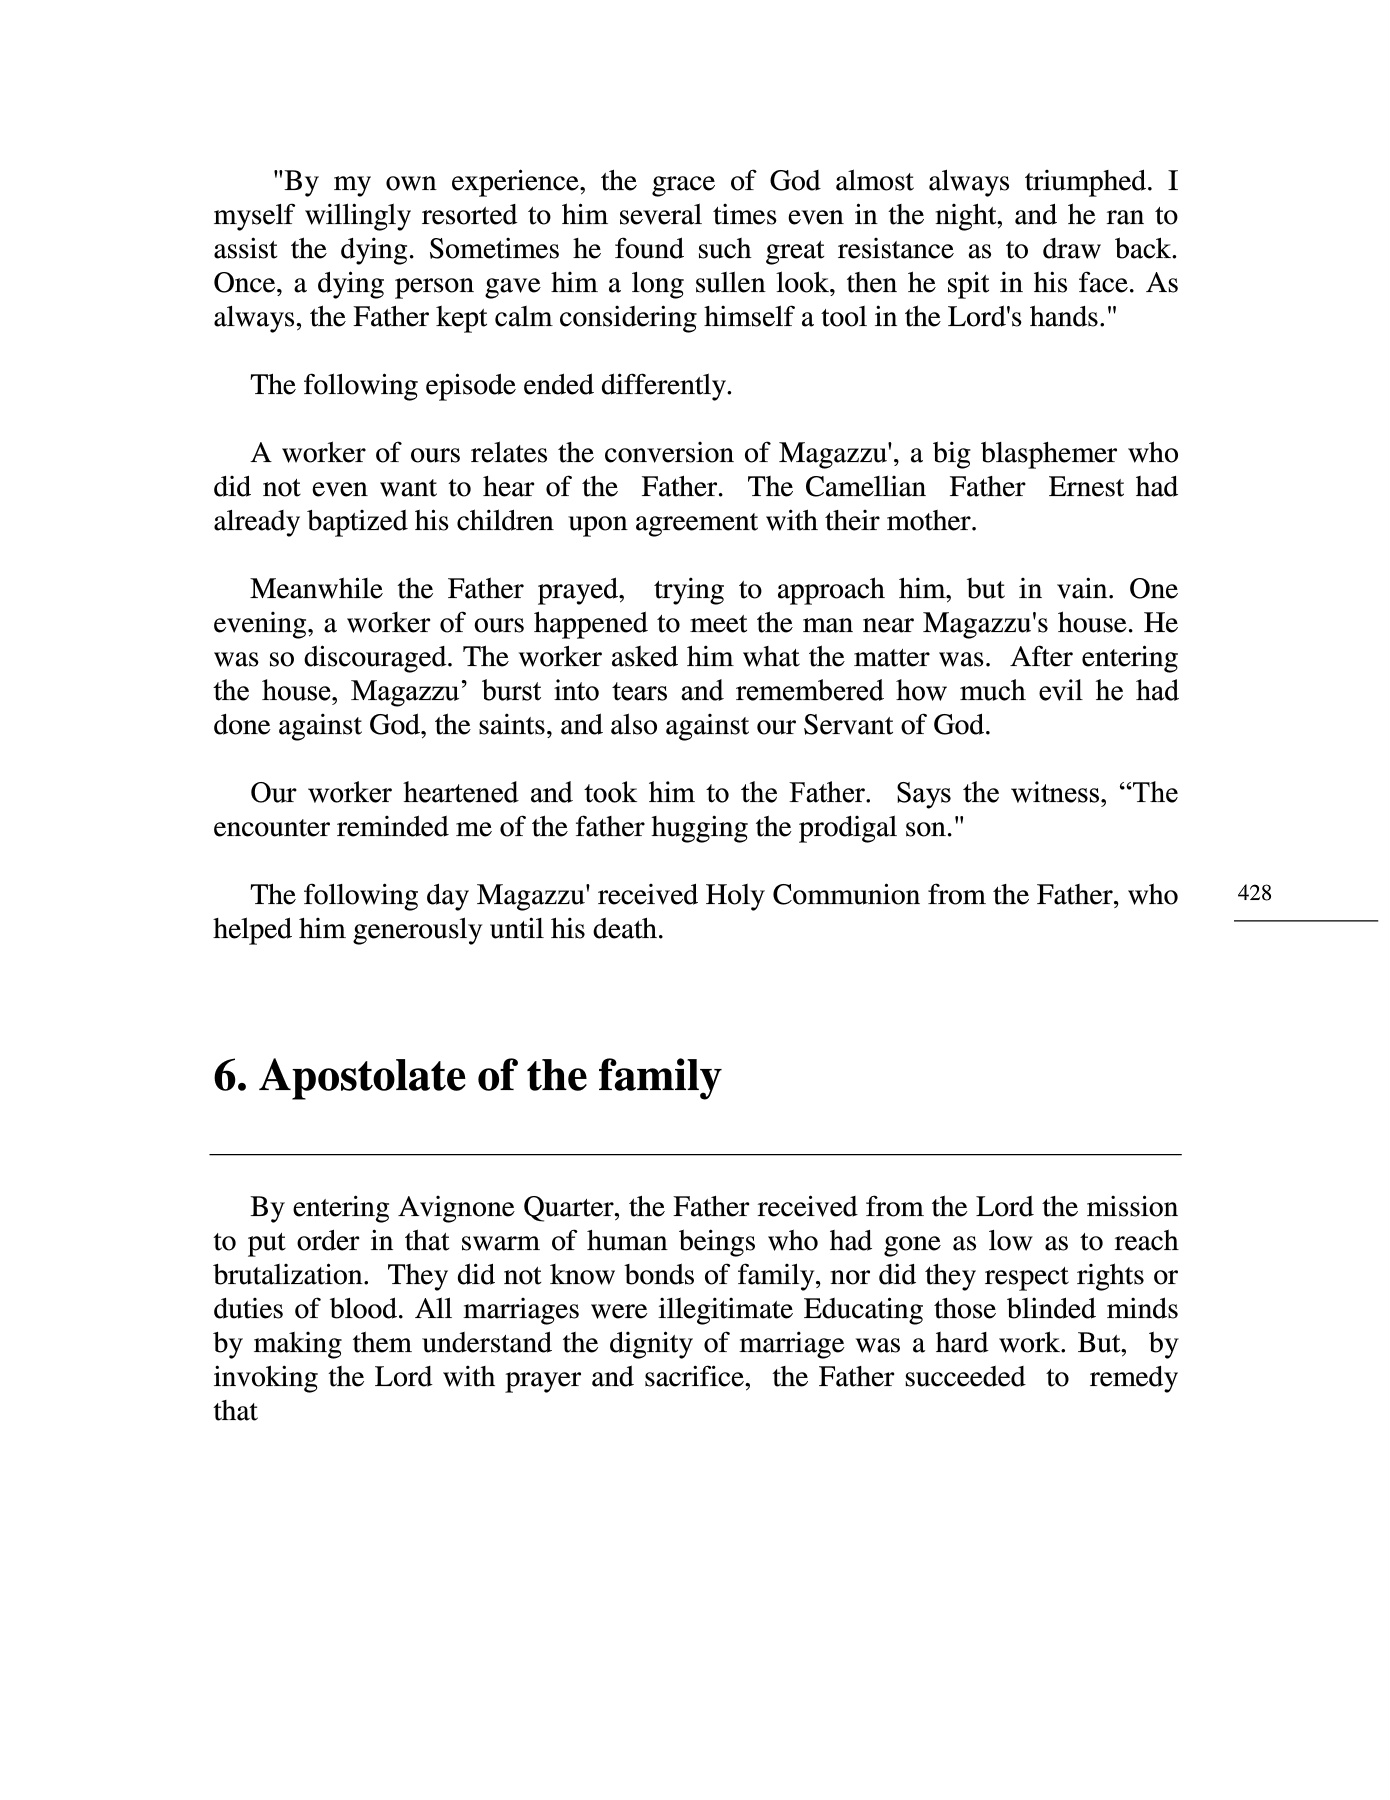 "By my own experience, the grace of God almost always triumphed. I
myself willingly resorted to him several times even in the night, and he ran to
assist the dying. Sometimes he found such great resistance as to draw back.
Once, a dying person gave him a long sullen look, then he spit in his face. As
always, the Father kept calm considering himself a tool in the Lord's hands."
The following episode ended differently.
A worker of ours relates the conversion of Magazzu', a big blasphemer who
did not even want to hear of the Father. The Camellian Father Ernest had
already baptized his children upon agreement with their mother.
Meanwhile the Father prayed, trying to approach him, but in vain. One
evening, a worker of ours happened to meet the man near Magazzu's house. He
was so discouraged. The worker asked him what the matter was. After entering
the house, Magazzu’ burst into tears and remembered how much evil he had
done against God, the saints, and also against our Servant of God.
Our worker heartened and took him to the Father. Says the witness, “The
encounter reminded me of the father hugging the prodigal son."
The following day Magazzu' received Holy Communion from the Father, who
helped him generously until his death.
428
6. Apostolate of the family
By entering Avignone Quarter, the Father received from the Lord the mission
to put order in that swarm of human beings who had gone as low as to reach
brutalization. They did not know bonds of family, nor did they respect rights or
duties of blood. All marriages were illegitimate Educating those blinded minds
by making them understand the dignity of marriage was a hard work. But, by
invoking the Lord with prayer and sacrifice, the Father succeeded to remedy
that